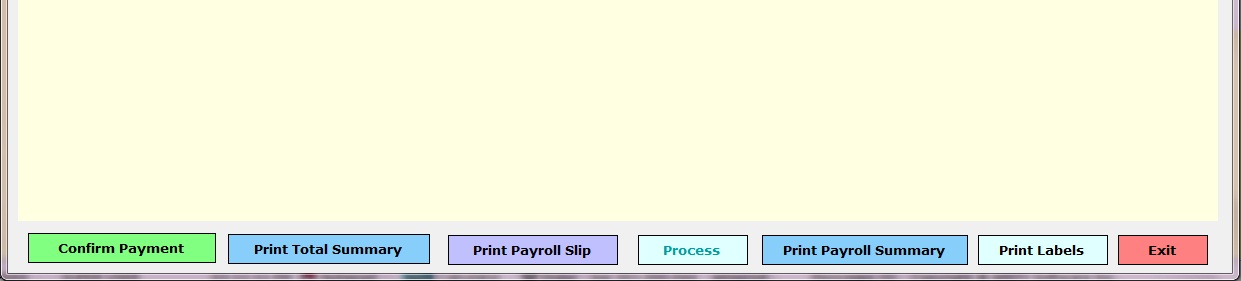 Confirm Payment
Print Total Summary
Print Payroll Slip
Process
Print Payroll Summary
Print Labels
Exit